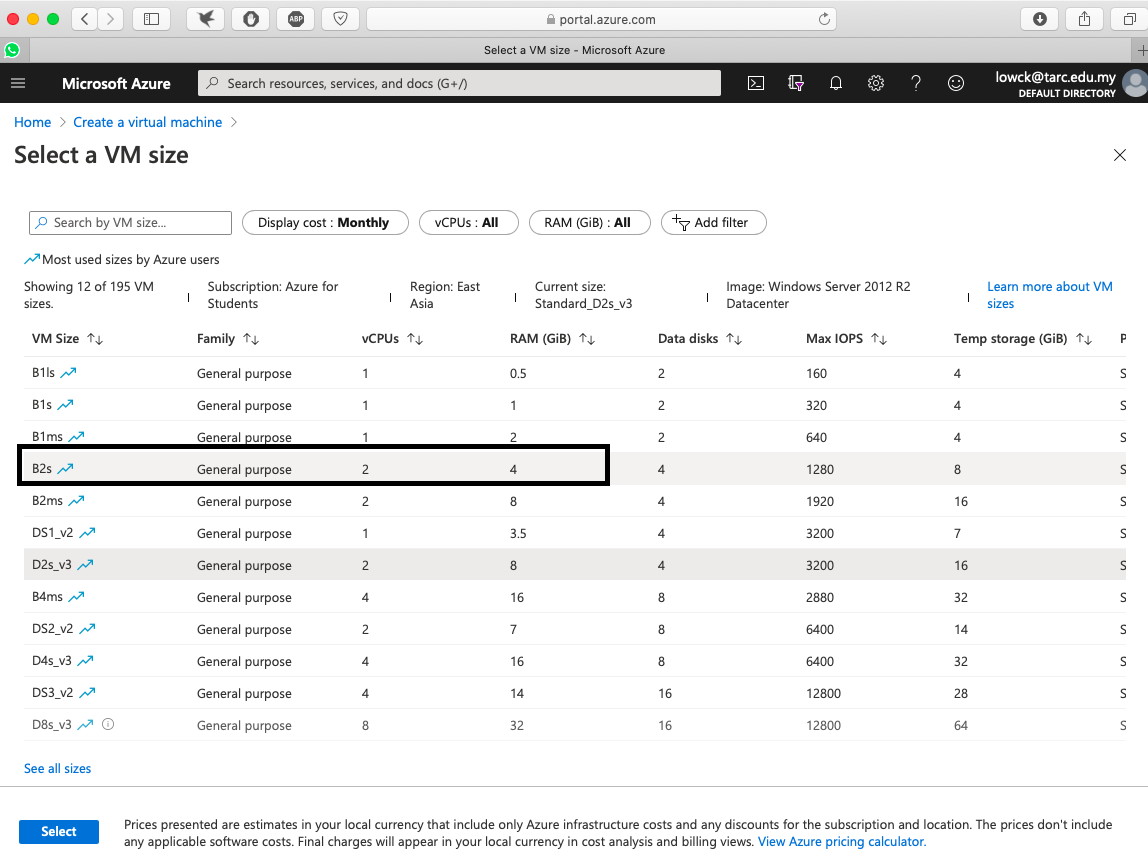 ABP
portal.azure.com
Select a VM size - Microsoft Azure
Microsoft Azure
Search resources, services, and docs (G+/)
lowck@tarc.edu.my
DEFAULT DIRECTORY
Home > Create a virtual machine >
Select a VM size
Search by VM size...
Display cost : Monthly
vCPUs : All
RAM (GiB) : All
Add filter
Most used sizes by Azure users
Showing 12 of 195 VM
sizes.
Subscription: Azure for
Students
Region: East
Asia
Current size:
Standard_D2s_v3
Image: Windows Server 2012 R2
Datacenter
Learn more about VM
sizes
VM Size Family vCPUs RAM (GiB) Data disks Max IOPS Temp storage (GiB) P
B1ls General purpose 1 0.5 2 160 4 S
B1s General purpose 1 1 2 320 4 S
B1ms General purpose 1 2 2 640 4 S
B2s General purpose 2 4 4 1280 8 S
B2ms General purpose 2 8 4 1920 16 S
DS1_v2 General purpose 1 3.5 4 3200 7 S
D2s_v3 General purpose 2 8 4 3200 16 S
B4ms General purpose 4 16 8 2880 32 S
DS2_v2 General purpose 2 7 8 6400 14 S
D4s_v3 General purpose 4 16 8 6400 32 S
DS3_v2 General purpose 4 14 16 12800 28 S
D8s_v3 General purpose 8 32 16 12800 64 S
See all sizes
Select
Prices presented are estimates in your local currency that include only Azure infrastructure costs and any discounts for the subscription and location. The prices don't include
any applicable software costs. Final charges will appear in your local currency in cost analysis and billing views. View Azure pricing calculator.